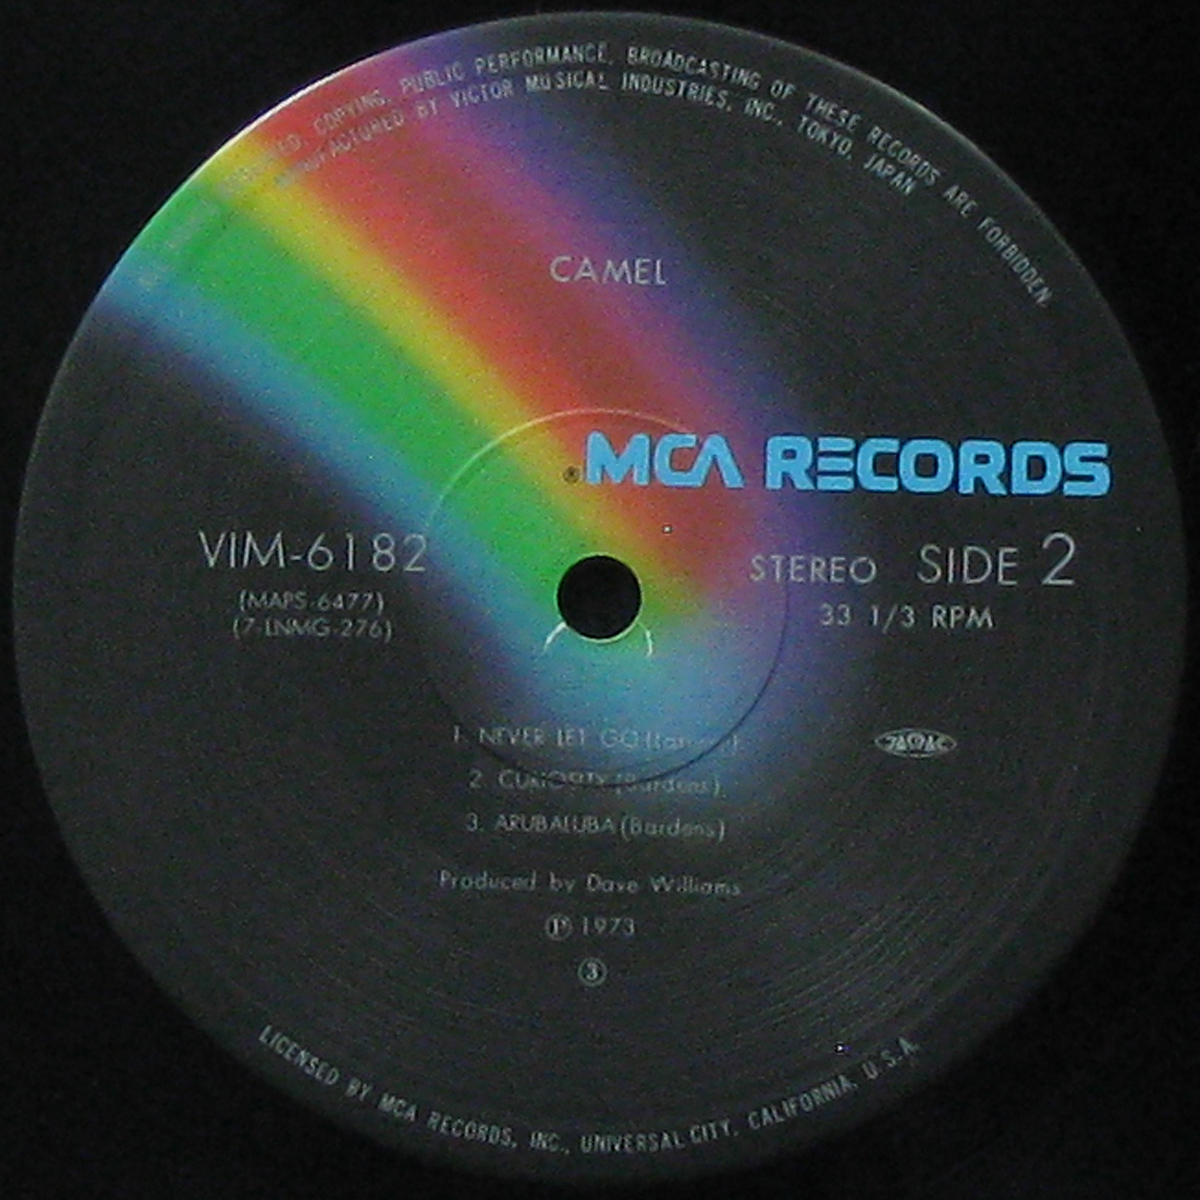 COPYING, PUBLIC PERFORMANCE, BROADCASTING OF THESE RECORDS ARE FORBIDDEN.
BY VICTOR MUSICAL INDUSTRIES, INC., TOKYO, JAPAN
CAMEL
® MCA RECORDS
VIM-6182
STEREO SIDE 2
(MAPS-6477)
33 1/3 RPM
(7-LNMG-276)
1. NEVER LET GO
2. CURIOSITY (Bardens)
3. ARUBALUBA (Bardens)
Produced by Dave Williams
Ⓟ 1973
③
LICENSED BY MCA RECORDS, INC., UNIVERSAL CITY, CALIFORNIA, U.S.A.